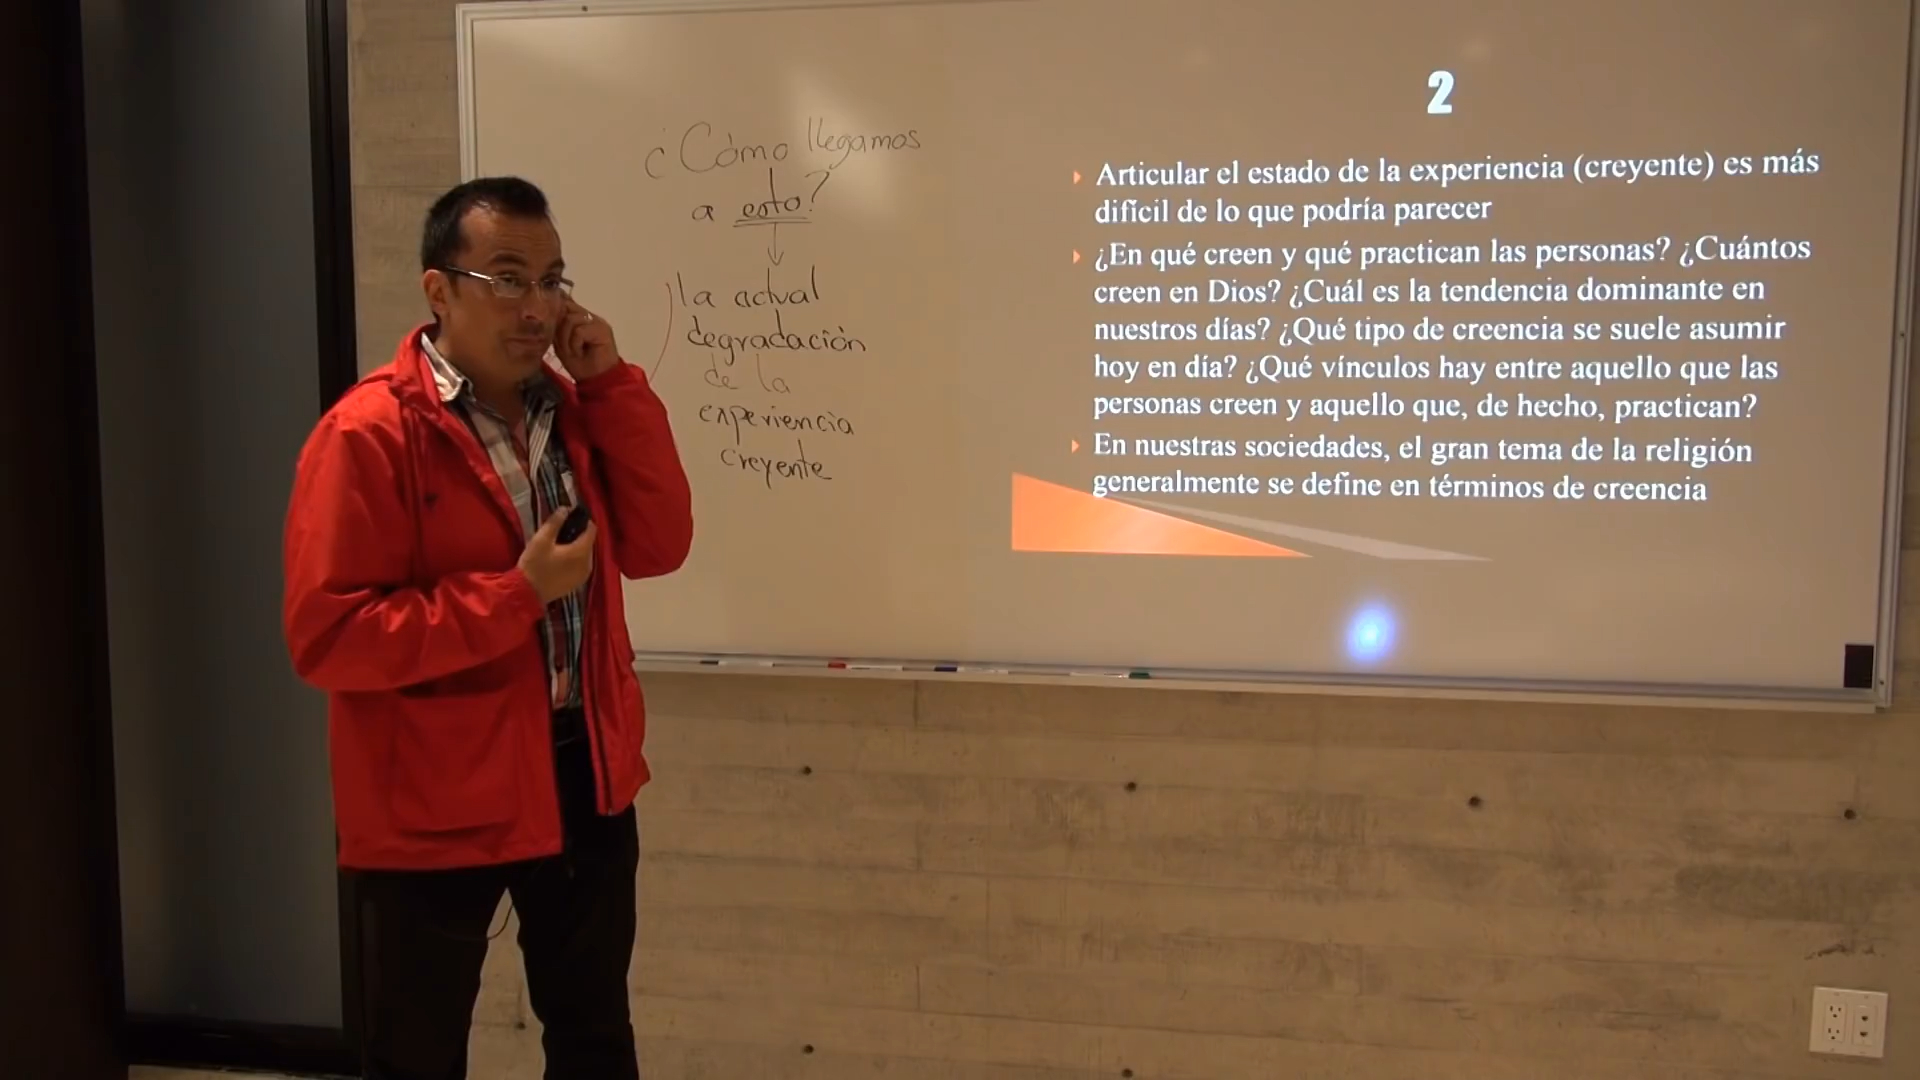 ¿Cómo llegamos
a esto?
la actual
degradación
de la
experiencia
creyente
2
Articular el estado de la experiencia (creyente) es más
difícil de lo que podría parecer
¿En qué creen y qué practican las personas? ¿Cuántos
creen en Dios? ¿Cuál es la tendencia dominante en
nuestros días? ¿Qué tipo de creencia se suele asumir
hoy en día? ¿Qué vínculos hay entre aquello que las
personas creen y aquello que, de hecho, practican?
En nuestras sociedades, el gran tema de la religión
generalmente se define en términos de creencia